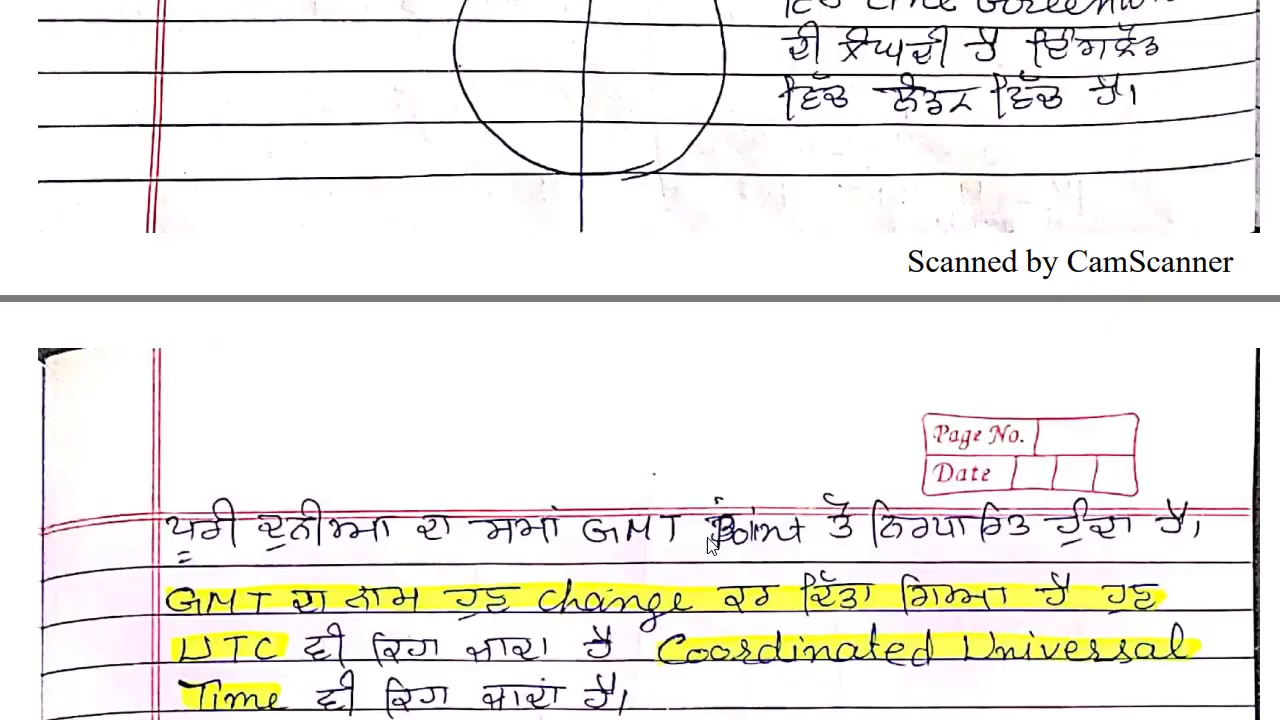 ਦੀ ਲੰਘਦੀ ਹੈ ਇੰਗਲੈਂਡ
ਵਿੱਚ ਲੰਡਨ ਵਿੱਚ ਹੈ।
Scanned by CamScanner
Page No.
Date
ਪੂਰੀ ਦੁਨੀਆ ਦਾ ਸਮਾਂ GMT Point ਤੋਂ ਨਿਰਧਾਰਿਤ ਹੁੰਦਾ ਹੈ।
GMT ਦਾ ਨਾਮ ਹੁਣ change ਕਰ ਦਿੱਤਾ ਗਿਆ ਹੈ ਹੁਣ
UTC ਵੀ ਕਿਹਾ ਜਾਂਦਾ ਹੈ Coordinated Universal
Time ਵੀ ਕਿਹਾ ਜਾਂਦਾ ਹੈ।